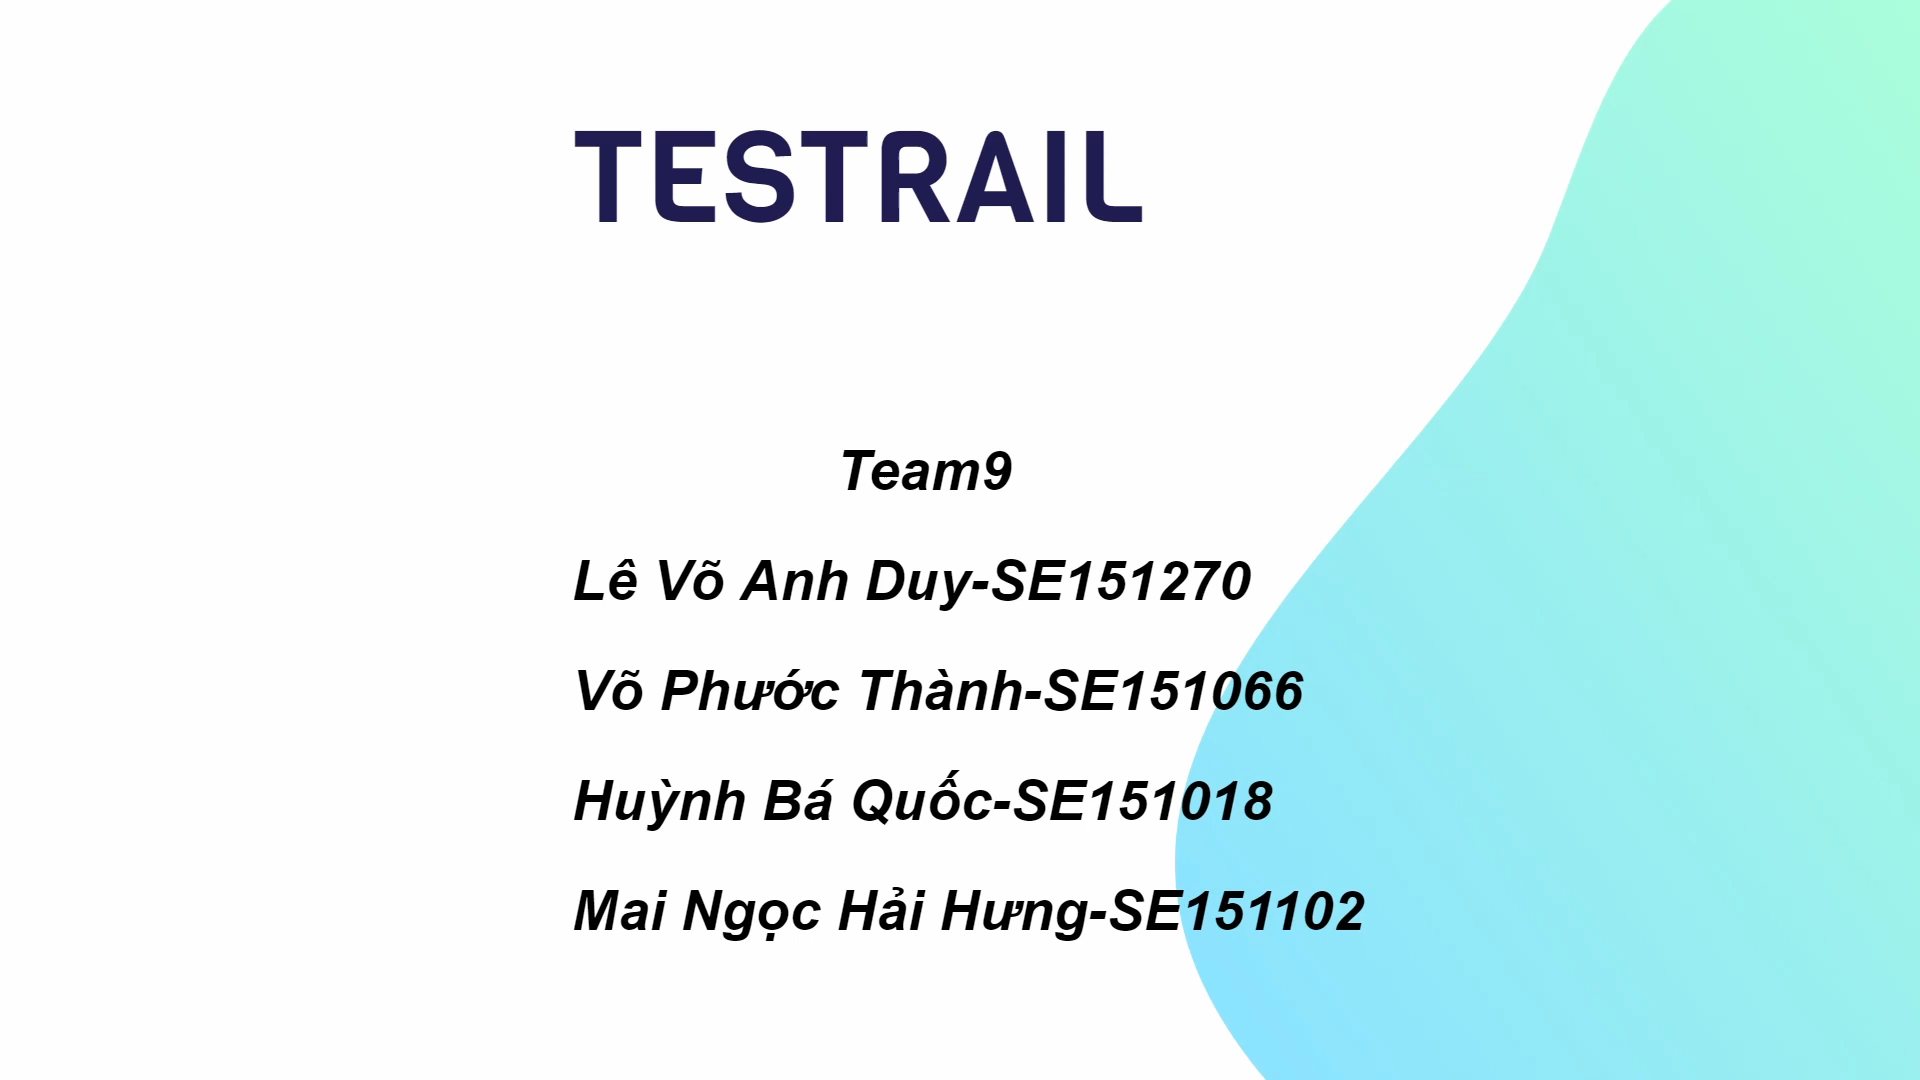 TESTRAIL
Team9
Lê Võ Anh Duy-SE151270
Võ Phước Thành-SE151066
Huỳnh Bá Quốc-SE151018
Mai Ngọc Hải Hưng-SE151102